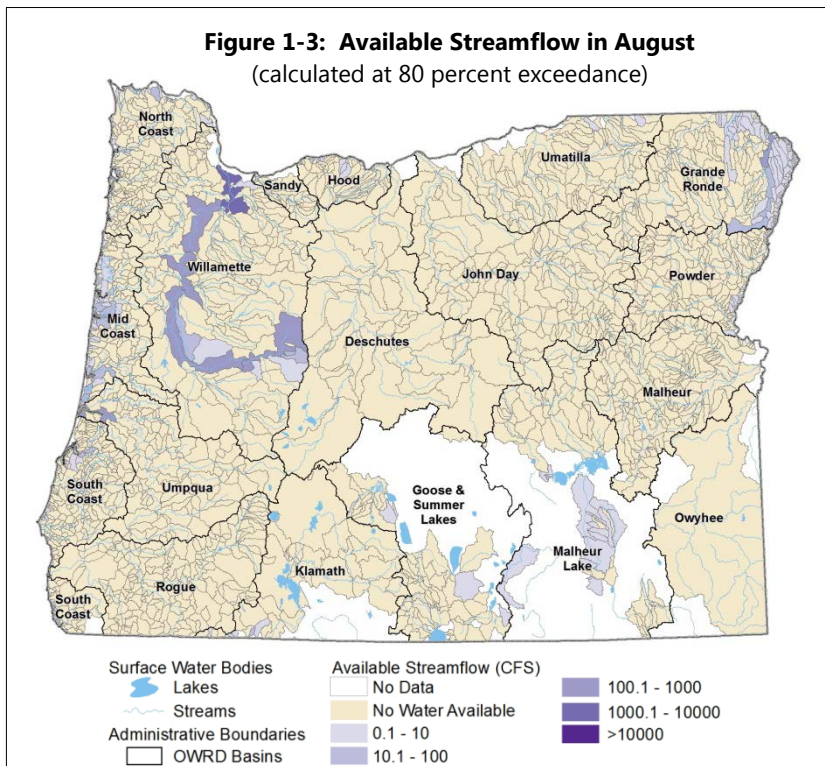 Figure 1-3: Available Streamflow in August
(calculated at 80 percent exceedance)
North
Coast
Sandy
Hood
Umatilla
Grande
Ronde
Willamette
John Day
Powder
Mid
Coast
Deschutes
Malheur
South
Coast
Umpqua
Goose &
Summer
Lakes
Owyhee
Malheur
Lake
Klamath
Rogue
South
Coast
Surface Water Bodies
Lakes
Streams
Administrative Boundaries
OWRD Basins
Available Streamflow (CFS)
No Data
No Water Available
0.1 - 10
10.1 - 100
100.1 - 1000
1000.1 - 10000
>10000